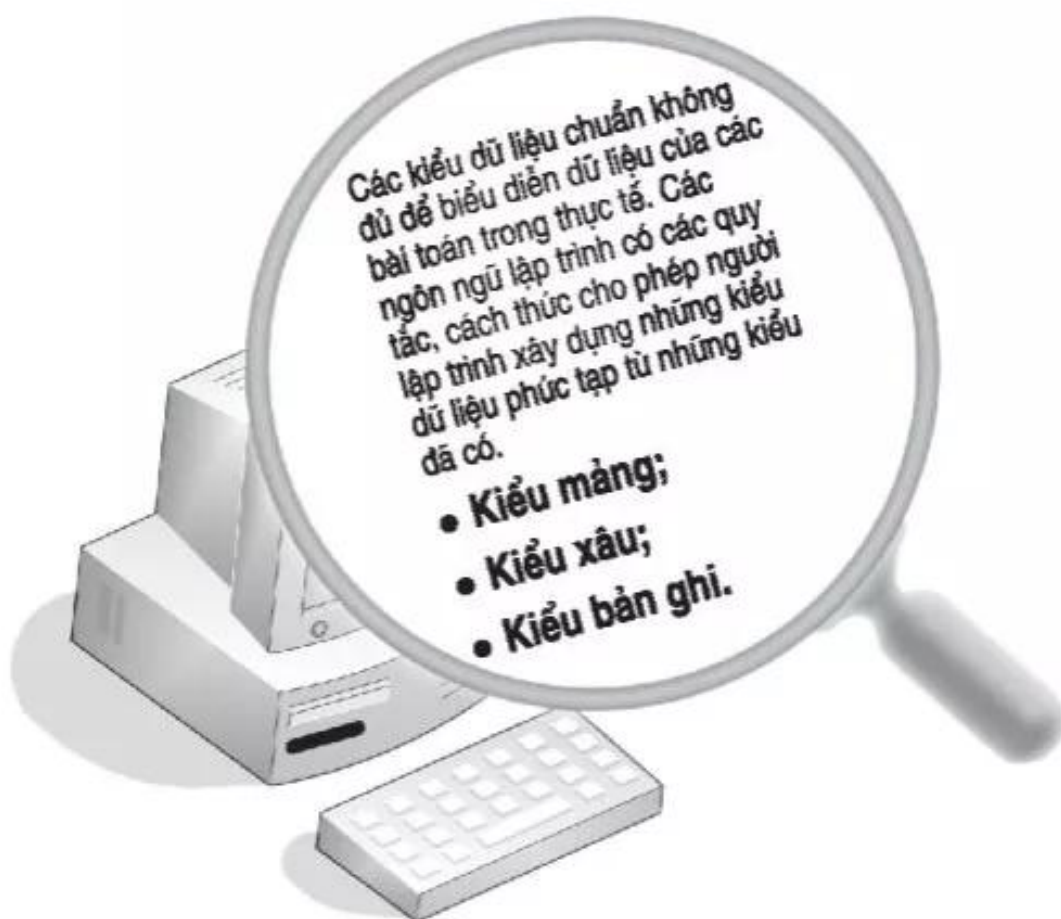 Các kiểu dữ liệu chuẩn không
đủ để biểu diễn dữ liệu của các
bài toán trong thực tế. Các
ngôn ngữ lập trình có các quy
tắc, cách thức cho phép người
lập trình xây dựng những kiểu
dữ liệu phức tạp từ những kiểu
đã có.
• Kiểu mảng;
• Kiểu xâu;
• Kiểu bản ghi.